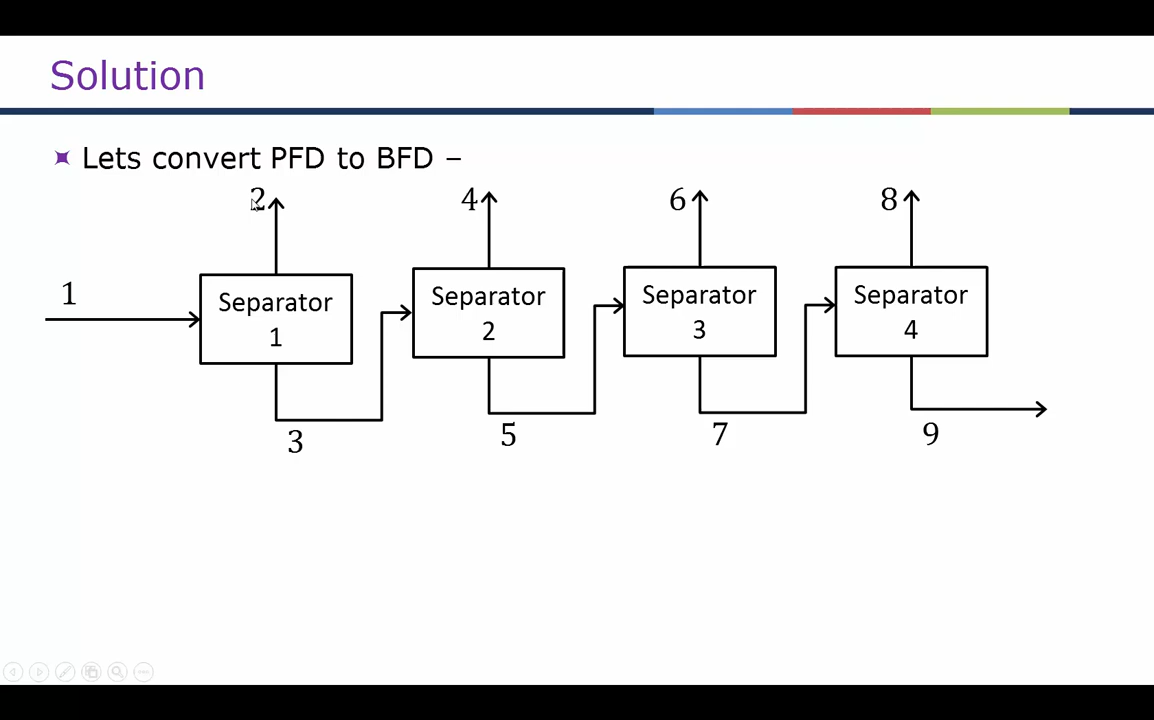 Solution
Lets convert PFD to BFD –
2
4
6
8
1
Separator
1
Separator
2
Separator
3
Separator
4
3
5
7
9